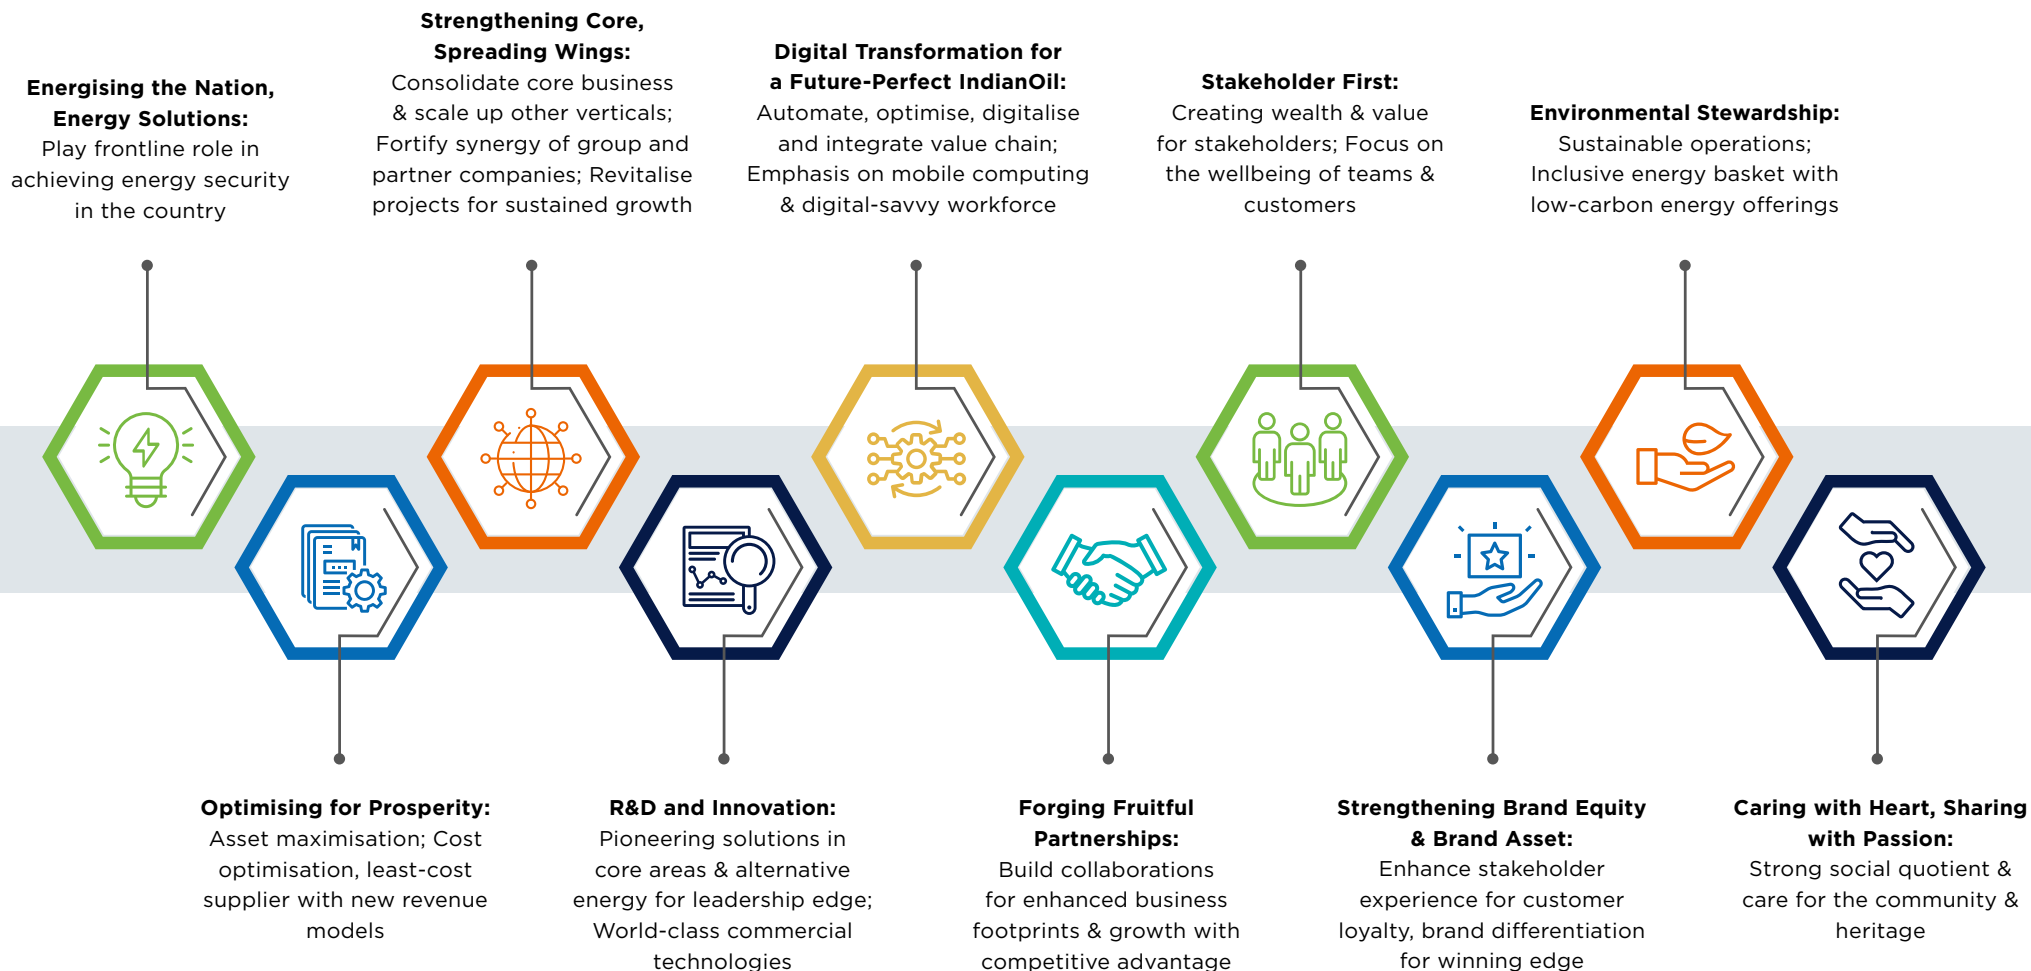 Energising the Nation,
Energy Solutions:
Play frontline role in
achieving energy security
in the country
Strengthening Core,
Spreading Wings:
Consolidate core business
& scale up other verticals;
Fortify synergy of group and
partner companies; Revitalise
projects for sustained growth
Digital Transformation for
a Future-Perfect IndianOil:
Automate, optimise, digitalise
and integrate value chain;
Emphasis on mobile computing
& digital-savvy workforce
Stakeholder First:
Creating wealth & value
for stakeholders; Focus on
the wellbeing of teams &
customers
Environmental Stewardship:
Sustainable operations;
Inclusive energy basket with
low-carbon energy offerings
Optimising for Prosperity:
Asset maximisation; Cost
optimisation, least-cost
supplier with new revenue
models
R&D and Innovation:
Pioneering solutions in
core areas & alternative
energy for leadership edge;
World-class commercial
technologies
Forging Fruitful
Partnerships:
Build collaborations
for enhanced business
footprints & growth with
competitive advantage
Strengthening Brand Equity
& Brand Asset:
Enhance stakeholder
experience for customer
loyalty, brand differentiation
for winning edge
Caring with Heart, Sharing
with Passion:
Strong social quotient &
care for the community &
heritage